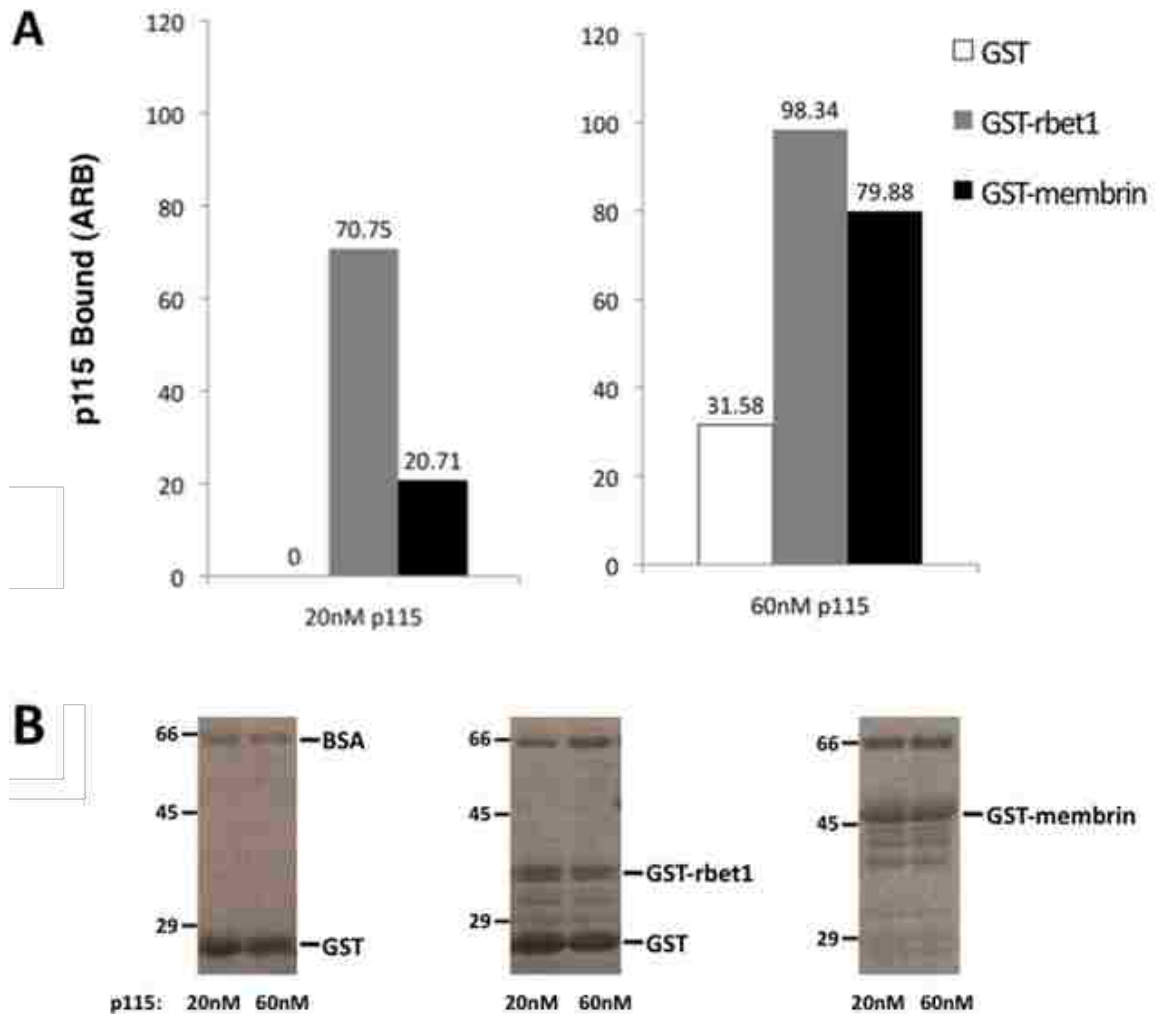 A
p115 Bound (ARB)
120
100
80
60
40
20
0
0
70.75
20.71
20nM p115
120
100
80
60
40
20
0
31.58
98.34
79.88
60nM p115
GST
GST-rbet1
GST-membrin
B
66
45
29
BSA
GST
p115: 20nM 60nM
66
45
29
GST-rbet1
GST
20nM 60nM
66
45
29
GST-membrin
20nM 60nM